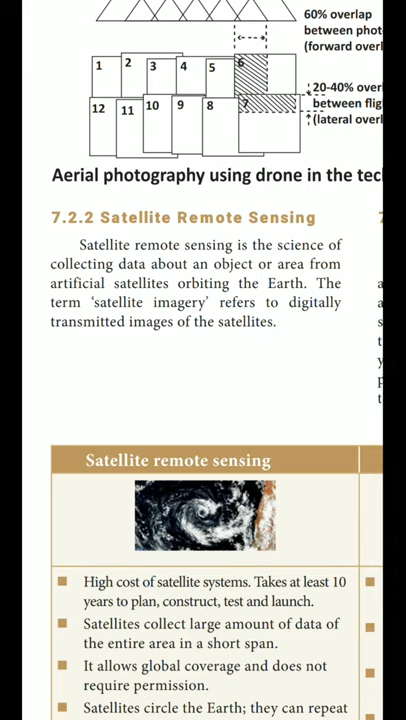 60% overlap
between phot
(forward overl
1 2 3 4 5 6
20-40% overl
between flig
(lateral overl
12 11 10 9 8 7
Aerial photography using drone in the tec
7.2.2 Satellite Remote Sensing
Satellite remote sensing is the science of
collecting data about an object or area from
artificial satellites orbiting the Earth. The
term ‘satellite imagery’ refers to digitally
transmitted images of the satellites.
Satellite remote sensing
High cost of satellite systems. Takes at least 10
years to plan, construct, test and launch.
Satellites collect large amount of data of
the entire area in a short span.
It allows global coverage and does not
require permission.
Satellites circle the Earth; they can repeat